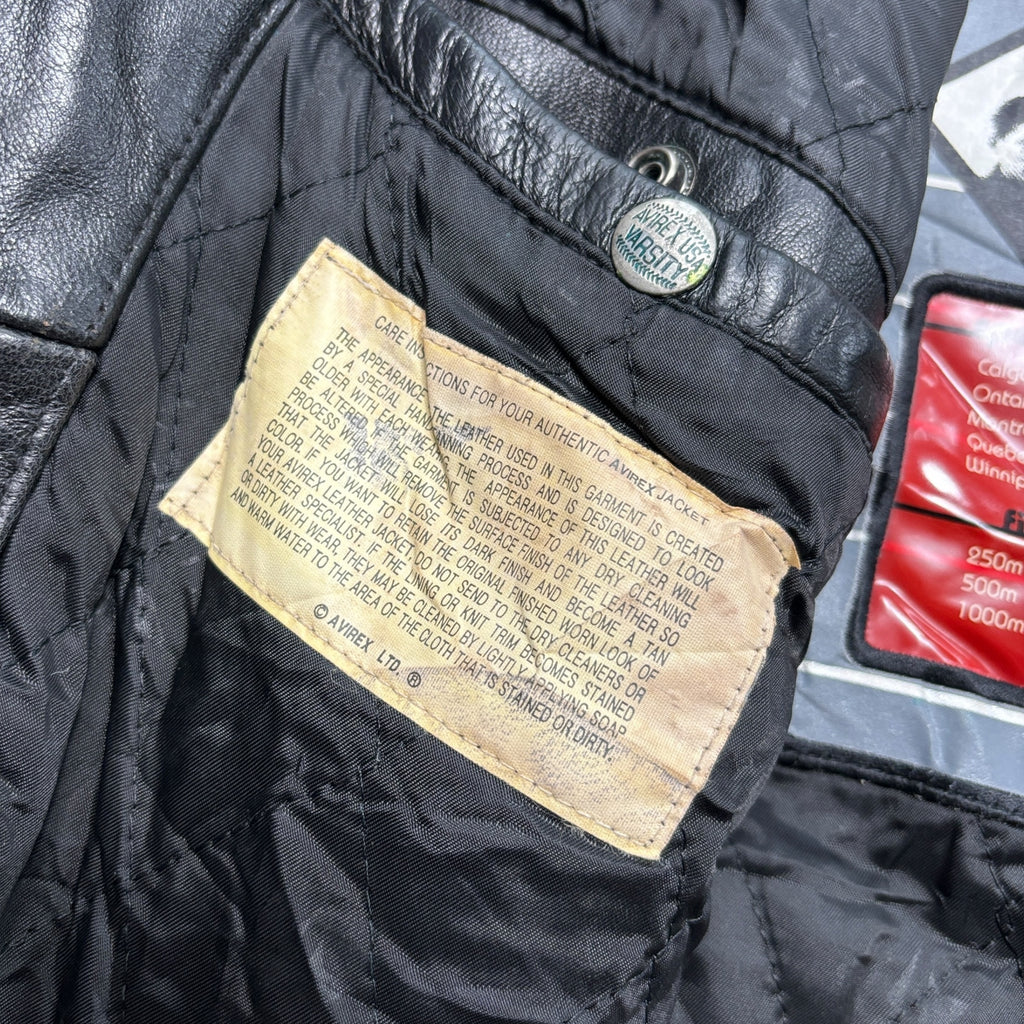 AVIREX USA
VARSITY
CARE INSTRUCTIONS FOR YOUR AUTHENTIC AVIREX JACKET
THE APPEARANCE THE LEATHER USED IN THIS GARMENT IS CREATED
BY A SPECIAL HAND TANNING PROCESS AND IS DESIGNED TO LOOK
OLDER WITH EACH WE THE APPEARANCE OF THIS LEATHER WILL
BE ALTERED IF THE GARMENT IS SUBJECTED TO ANY DRY CLEANING
PROCESS WILL REMOVE THE SURFACE FINISH OF THE LEATHER, SO
THAT THE JACKET WILL LOSE ITS DARK FINISH AND BECOME A TAN
COLOR. IF YOU WANT TO RETAIN THE ORIGINAL FINISHED WORN LOOK OF
YOUR AVIREX LEATHER JACKET, DO NOT SEND TO THE DRY CLEANERS OR
A LEATHER SPECIALIST. IF THE LINING OR KNIT TRIM BECOMES STAINED
OR DIRTY WITH WEAR, THEY MAY BE CLEANED BY LIGHTLY APPLYING SOAP
AND WARM WATER TO THE AREA OF THE CLOTH THAT IS STAINED OR DIRTY.
© AVIREX LTD. ®
250m
500m
1000m